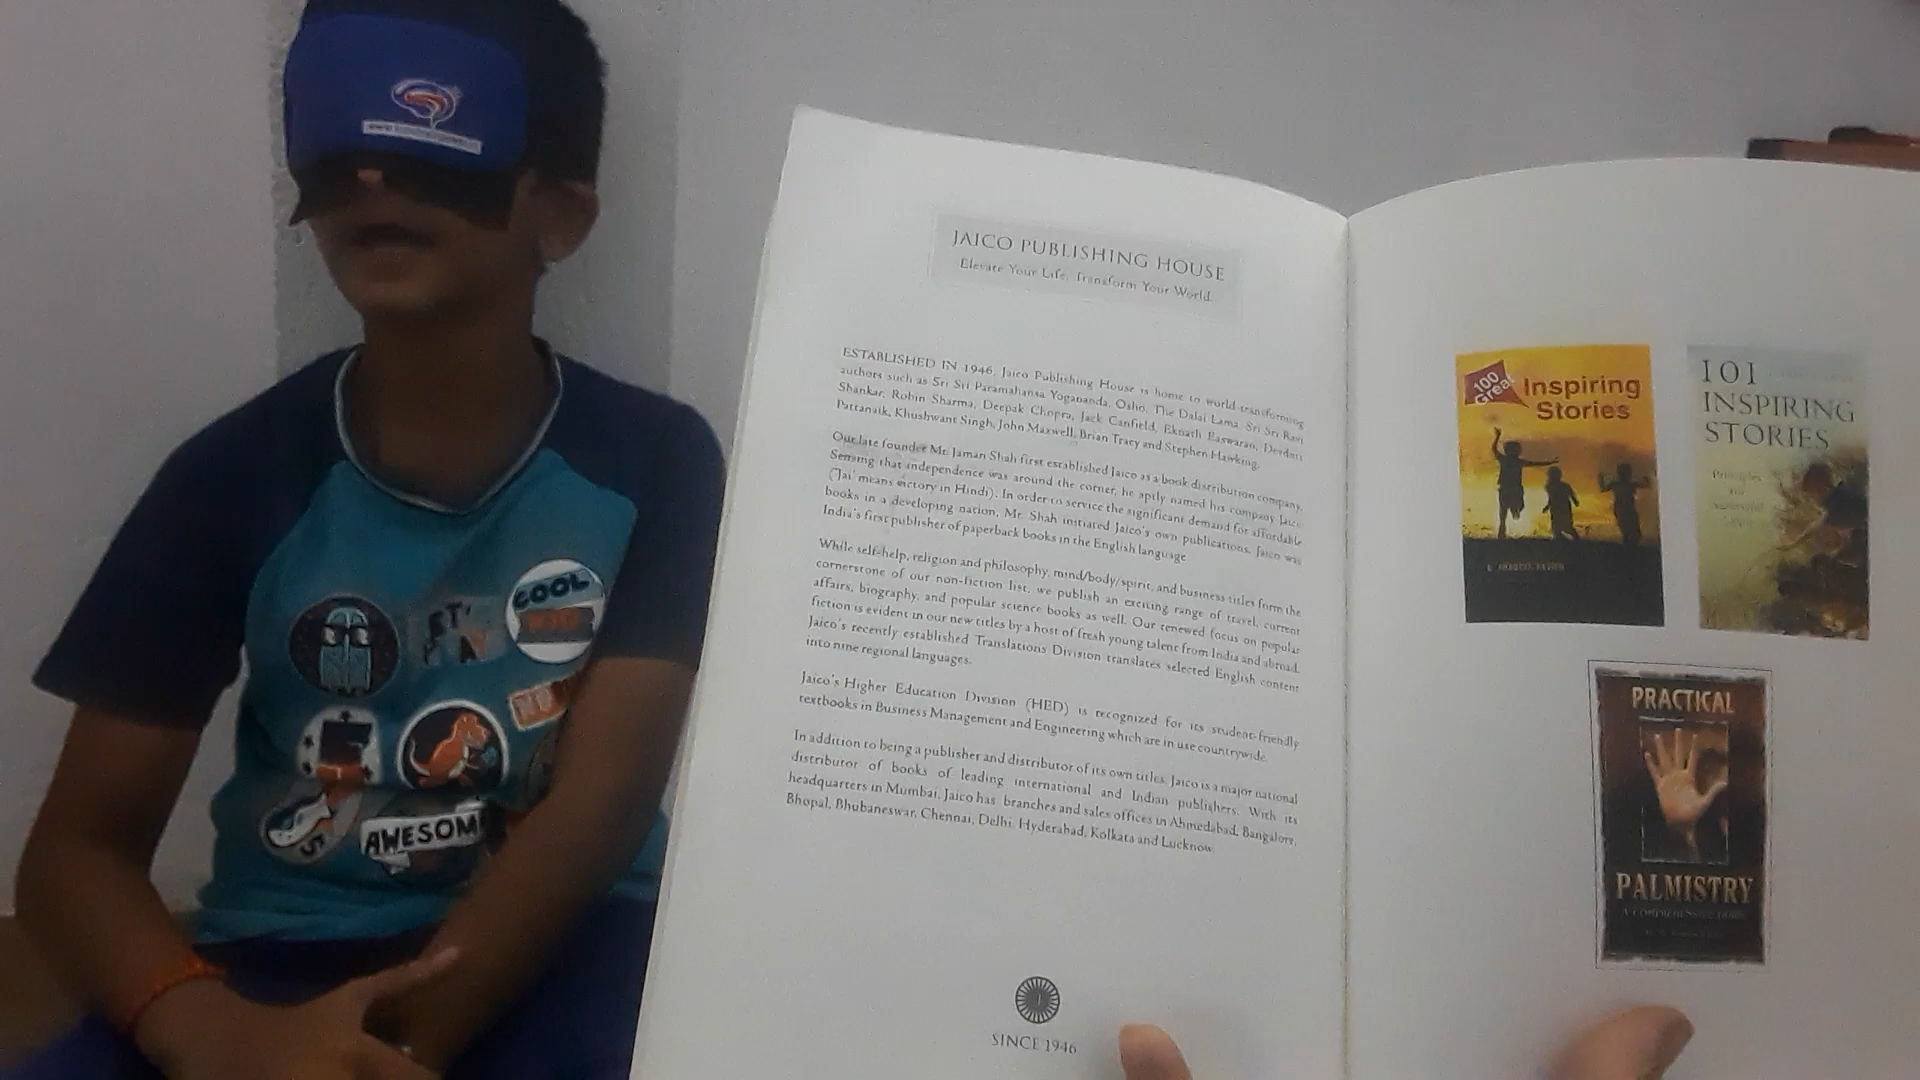 JAICO PUBLISHING HOUSE
Elevate Your Life. Transform Your World.
ESTABLISHED IN 1946, Jaico Publishing House is home to world-transforming
authors such as Sri Sri Paramahansa Yogananda, Osho, The Dalai Lama, Sri Sri Ravi
Shankar, Robin Sharma, Deepak Chopra, Jack Canfield, Eknath Easwaran, Devdutt
Pattanaik, Khushwant Singh, John Maxwell, Brian Tracy and Stephen Hawking.
Our late founder Mr. Jaman Shah first established Jaico as a book distribution company.
Sensing that independence was around the corner, he aptly named his company Jaico
('Jai' means victory in Hindi). In order to service the significant demand for affordable
books in a developing nation, Mr. Shah initiated Jaico's own publications. Jaico was
India's first publisher of paperback books in the English language.
While self-help, religion and philosophy, mind/body/spirit, and business titles form the
cornerstone of our non-fiction list, we publish an exciting range of travel, current
affairs, biography, and popular science books as well. Our renewed focus on popular
fiction is evident in our new titles by a host of fresh young talent from India and abroad.
Jaico's recently established Translations Division translates selected English content
into nine regional languages.
Jaico's Higher Education Division (HED) is recognized for its student-friendly
textbooks in Business Management and Engineering which are in use countrywide.
In addition to being a publisher and distributor of its own titles, Jaico is a major national
distributor of books of leading international and Indian publishers. With its
headquarters in Mumbai, Jaico has branches and sales offices in Ahmedabad, Bangalore,
Bhopal, Bhubaneswar, Chennai, Delhi, Hyderabad, Kolkata and Lucknow.
SINCE 1946
100
Great
Inspiring
Stories
101
INSPIRING
STORIES
PRACTICAL
PALMISTRY
COOL
AWESOME